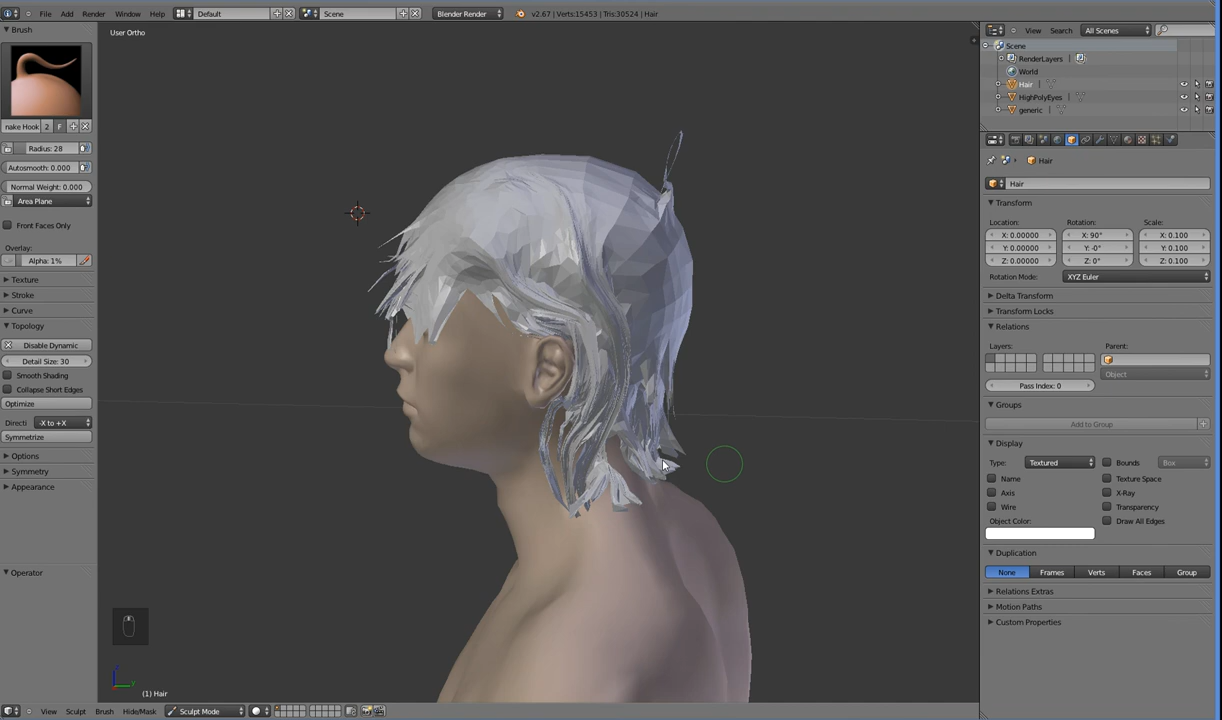 File Add Render Window Help Default Scene Blender Render v2.67 | Verts:15453 | Tris:30524 | Hair
Brush
nake Hook 2 F
Radius: 28
Autosmooth: 0.000
Normal Weight: 0.000
Area Plane
Front Faces Only
Overlay:
Alpha: 1%
Texture
Stroke
Curve
Topology
Disable Dynamic
Detail Size: 30
Smooth Shading
Collapse Short Edges
Optimize
Directi -X to +X
Symmetrize
Options
Symmetry
Appearance
Operator
User Ortho
(1) Hair
View Sculpt Brush Hide/Mask Sculpt Mode
View Search All Scenes
Scene
RenderLayers |
World
Hair |
HighPolyEyes |
generic |
Hair
Hair
Transform
Location: Rotation: Scale:
X: 0.00000 X: 90° X: 0.100
Y: 0.00000 Y: -0° Y: 0.100
Z: 0.00000 Z: 0° Z: 0.100
Rotation Mode: XYZ Euler
Delta Transform
Transform Locks
Relations
Layers: Parent:
Object
Pass Index: 0
Groups
Add to Group
Display
Type: Textured Bounds Box
Name Texture Space
Axis X-Ray
Wire Transparency
Object Color: Draw All Edges
Duplication
None Frames Verts Faces Group
Relations Extras
Motion Paths
Custom Properties